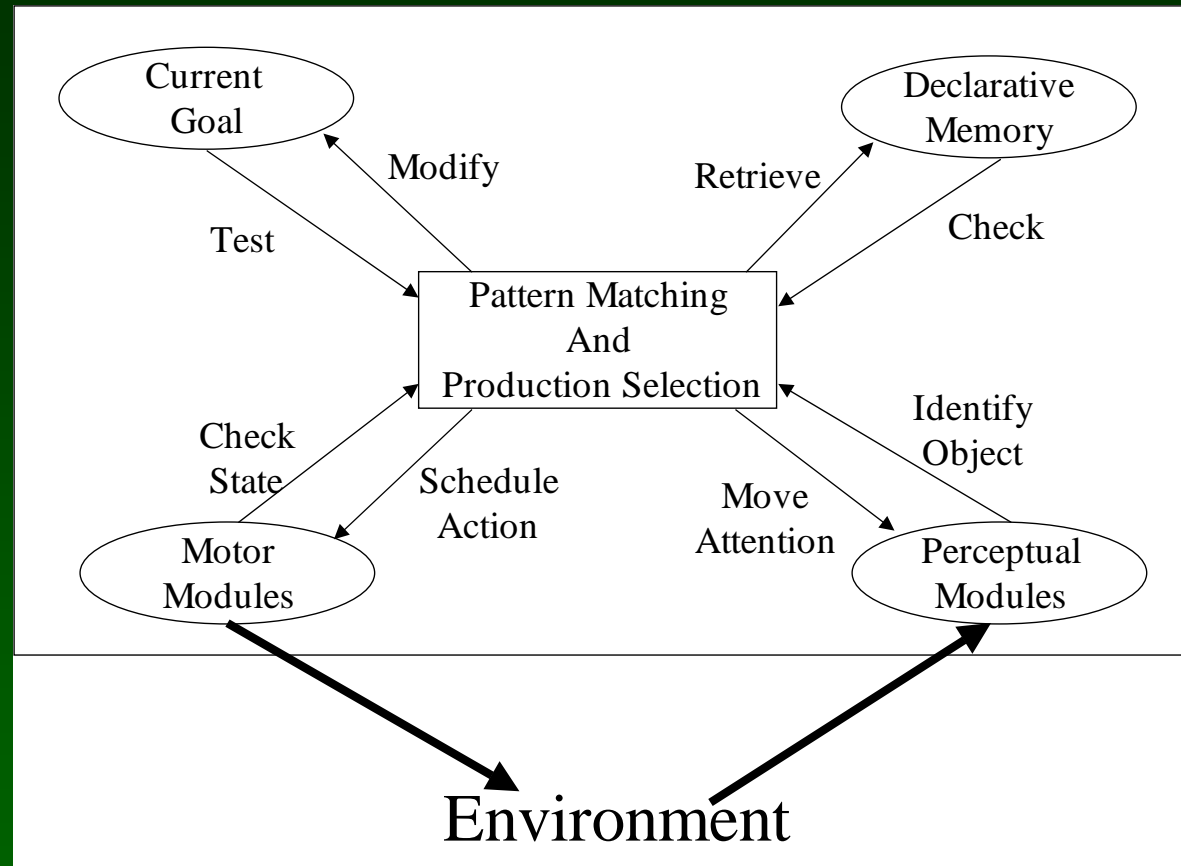 Current
Goal
Declarative
Memory
Modify
Retrieve
Test
Check
Pattern Matching
And
Production Selection
Check
State
Schedule
Action
Move
Attention
Identify
Object
Motor
Modules
Perceptual
Modules
Environment